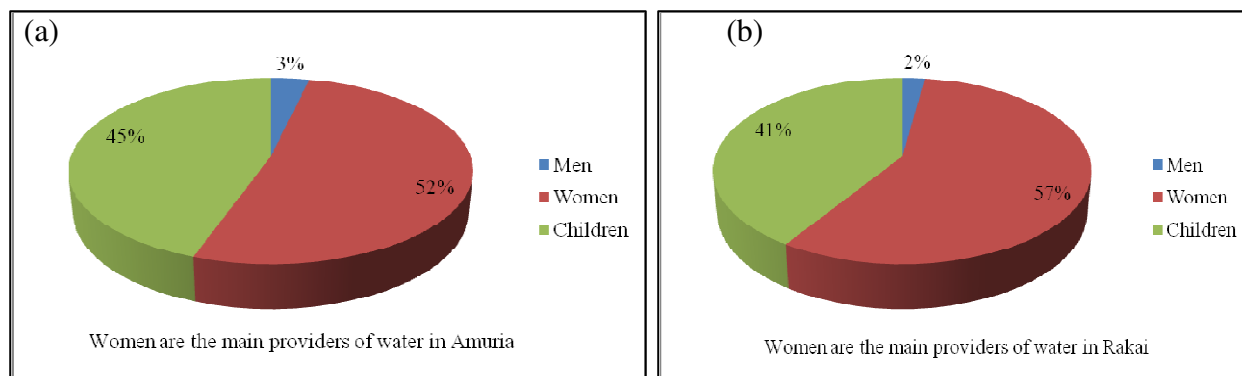 (a)
3%
45%
52%
Men
Women
Children
Women are the main providers of water in Amuria
(b)
2%
41%
57%
Men
Women
Children
Women are the main providers of water in Rakai